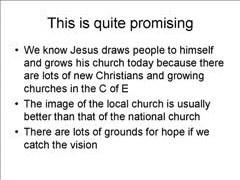 This is quite promising
• We know Jesus draws people to himself
and grows his church today because there
are lots of new Christians and growing
churches in the C of E
• The image of the local church is usually
better than that of the national church
• There are lots of grounds for hope if we
catch the vision